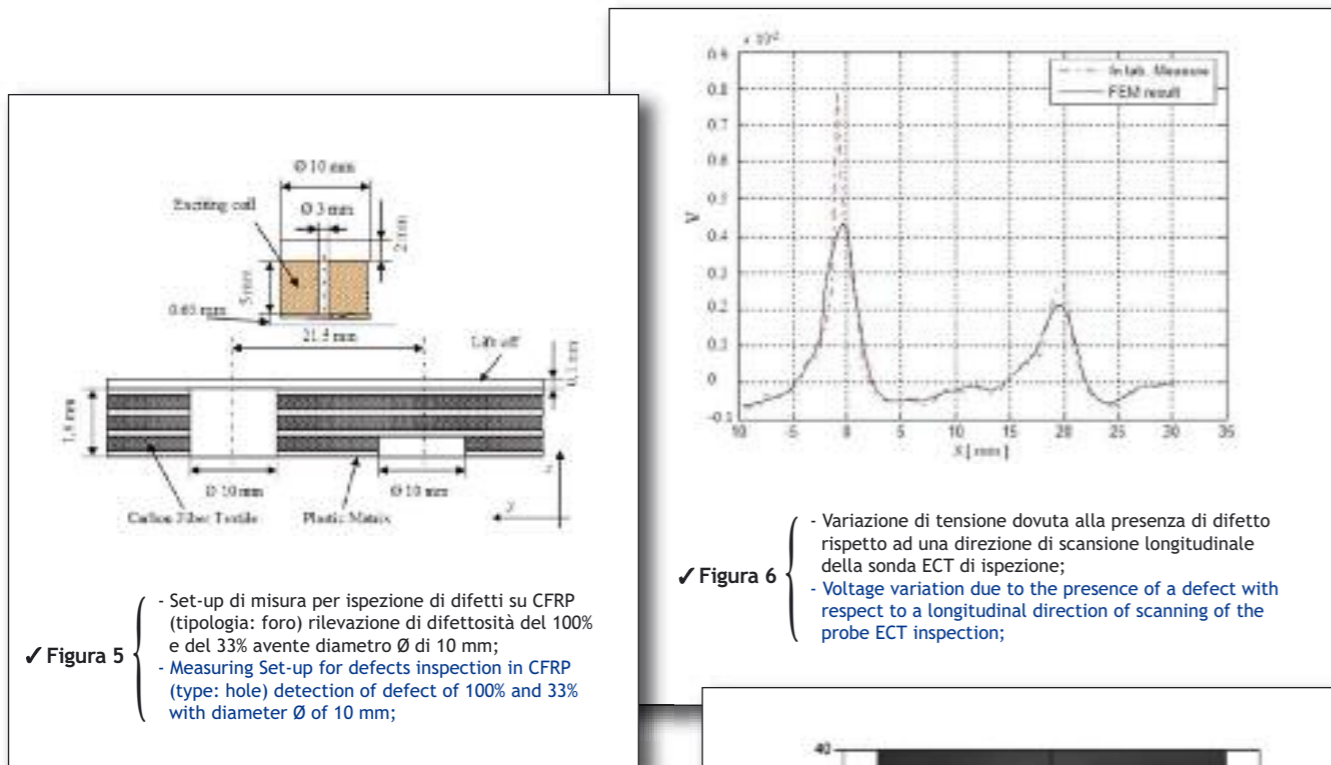 Ø 10 mm
Exciting coil
Ø 3 mm
2 mm
5 mm
0.65 mm
21.5 mm
Lift off
0,1 mm
1,8 mm
Ø 10 mm
Ø 10 mm
Carbon Fiber Textile
Plastic Matrix
z
y
✓ Figura 5
- Set-up di misura per ispezione di difetti su CFRP
(tipologia: foro) rilevazione di difettosità del 100%
e del 33% avente diametro Ø di 10 mm;
- Measuring Set-up for defects inspection in CFRP
(type: hole) detection of defect of 100% and 33%
with diameter Ø of 10 mm;
0.9
0.8
0.7
0.6
0.5
0.4
0.3
0.2
0.1
0
-0.1
V
In lab. Measure
FEM result
10 -5 0 5 10 15 20 25 30 35
X [mm]
✓ Figura 6
- Variazione di tensione dovuta alla presenza di difetto
rispetto ad una direzione di scansione longitudinale
della sonda ECT di ispezione;
- Voltage variation due to the presence of a defect with
respect to a longitudinal direction of scanning of the
probe ECT inspection;
40